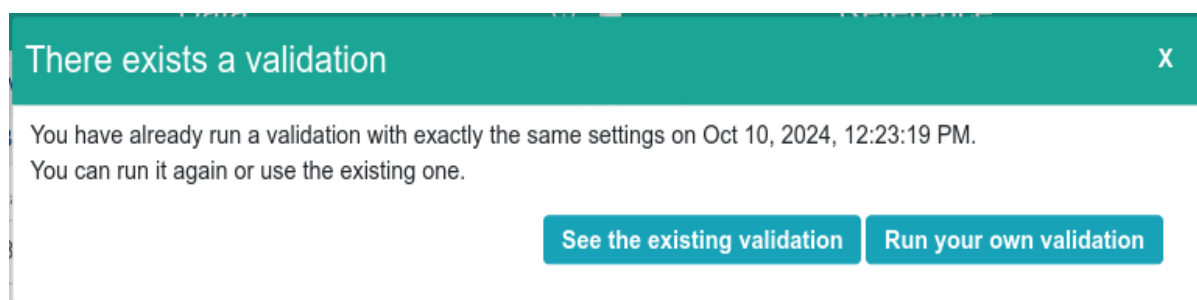 There exists a validation
X
You have already run a validation with exactly the same settings on Oct 10, 2024, 12:23:19 PM.
You can run it again or use the existing one.
See the existing validation
Run your own validation